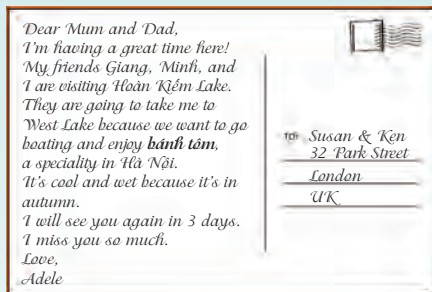 Dear Mum and Dad,
I'm having a great time here!
My friends Giang, Minh, and
I are visiting Hoàn Kiếm Lake.
They are going to take me to
West Lake because we want to go
boating and enjoy bánh tôm,
a speciality in Hà Nội.
It's cool and wet because it's in
autumn.
I will see you again in 3 days.
I miss you so much.
Love,
Adele
TO: Susan & Ken
32 Park Street
London
UK